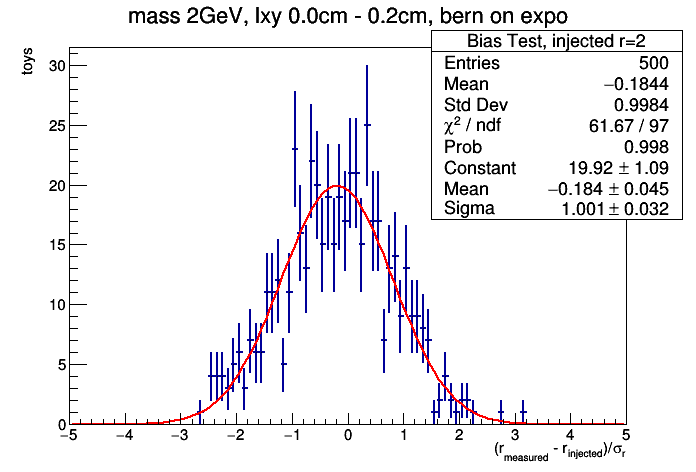 mass 2GeV, lxy 0.0cm - 0.2cm, bern on expo
toys
Bias Test, injected r=2
Entries 500
Mean −0.1844
Std Dev 0.9984
χ² / ndf 61.67 / 97
Prob 0.998
Constant 19.92 ± 1.09
Mean −0.184 ± 0.045
Sigma 1.001 ± 0.032
30
25
20
15
10
5
0
−5 −4 −3 −2 −1 0 1 2 3 4 5
(r_measured - r_injected)/σ_r